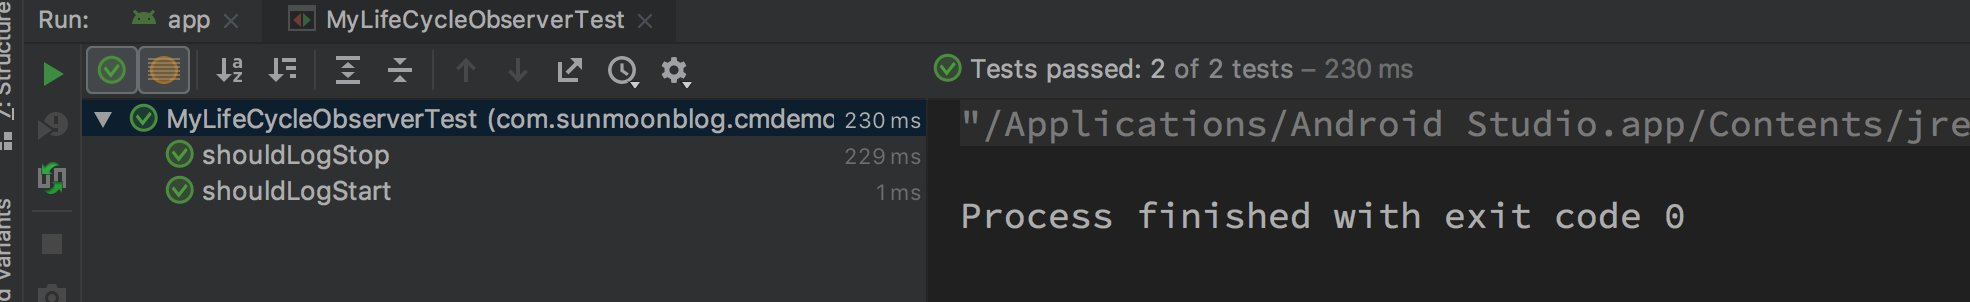 Run: app MyLifeCycleObserverTest
7: Structure
Tests passed: 2 of 2 tests – 230 ms
MyLifeCycleObserverTest (com.sunmoonblog.cmdemo 230 ms
"/Applications/Android Studio.app/Contents/jre
shouldLogStop 229 ms
shouldLogStart 1 ms
Process finished with exit code 0
Variants